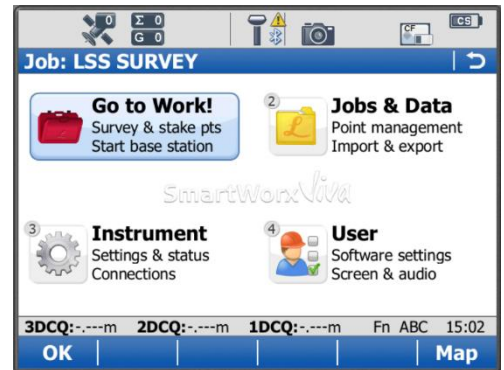 0 Σ 0
0 G 0
CF
CS
Job: LSS SURVEY
Go to Work!
Survey & stake pts
Start base station
2
Jobs & Data
Point management
Import & export
SmartWorx Viva
3
Instrument
Settings & status
Connections
4
User
Software settings
Screen & audio
3DCQ:-.---m 2DCQ:-.---m 1DCQ:-.---m Fn ABC 15:02
OK Map